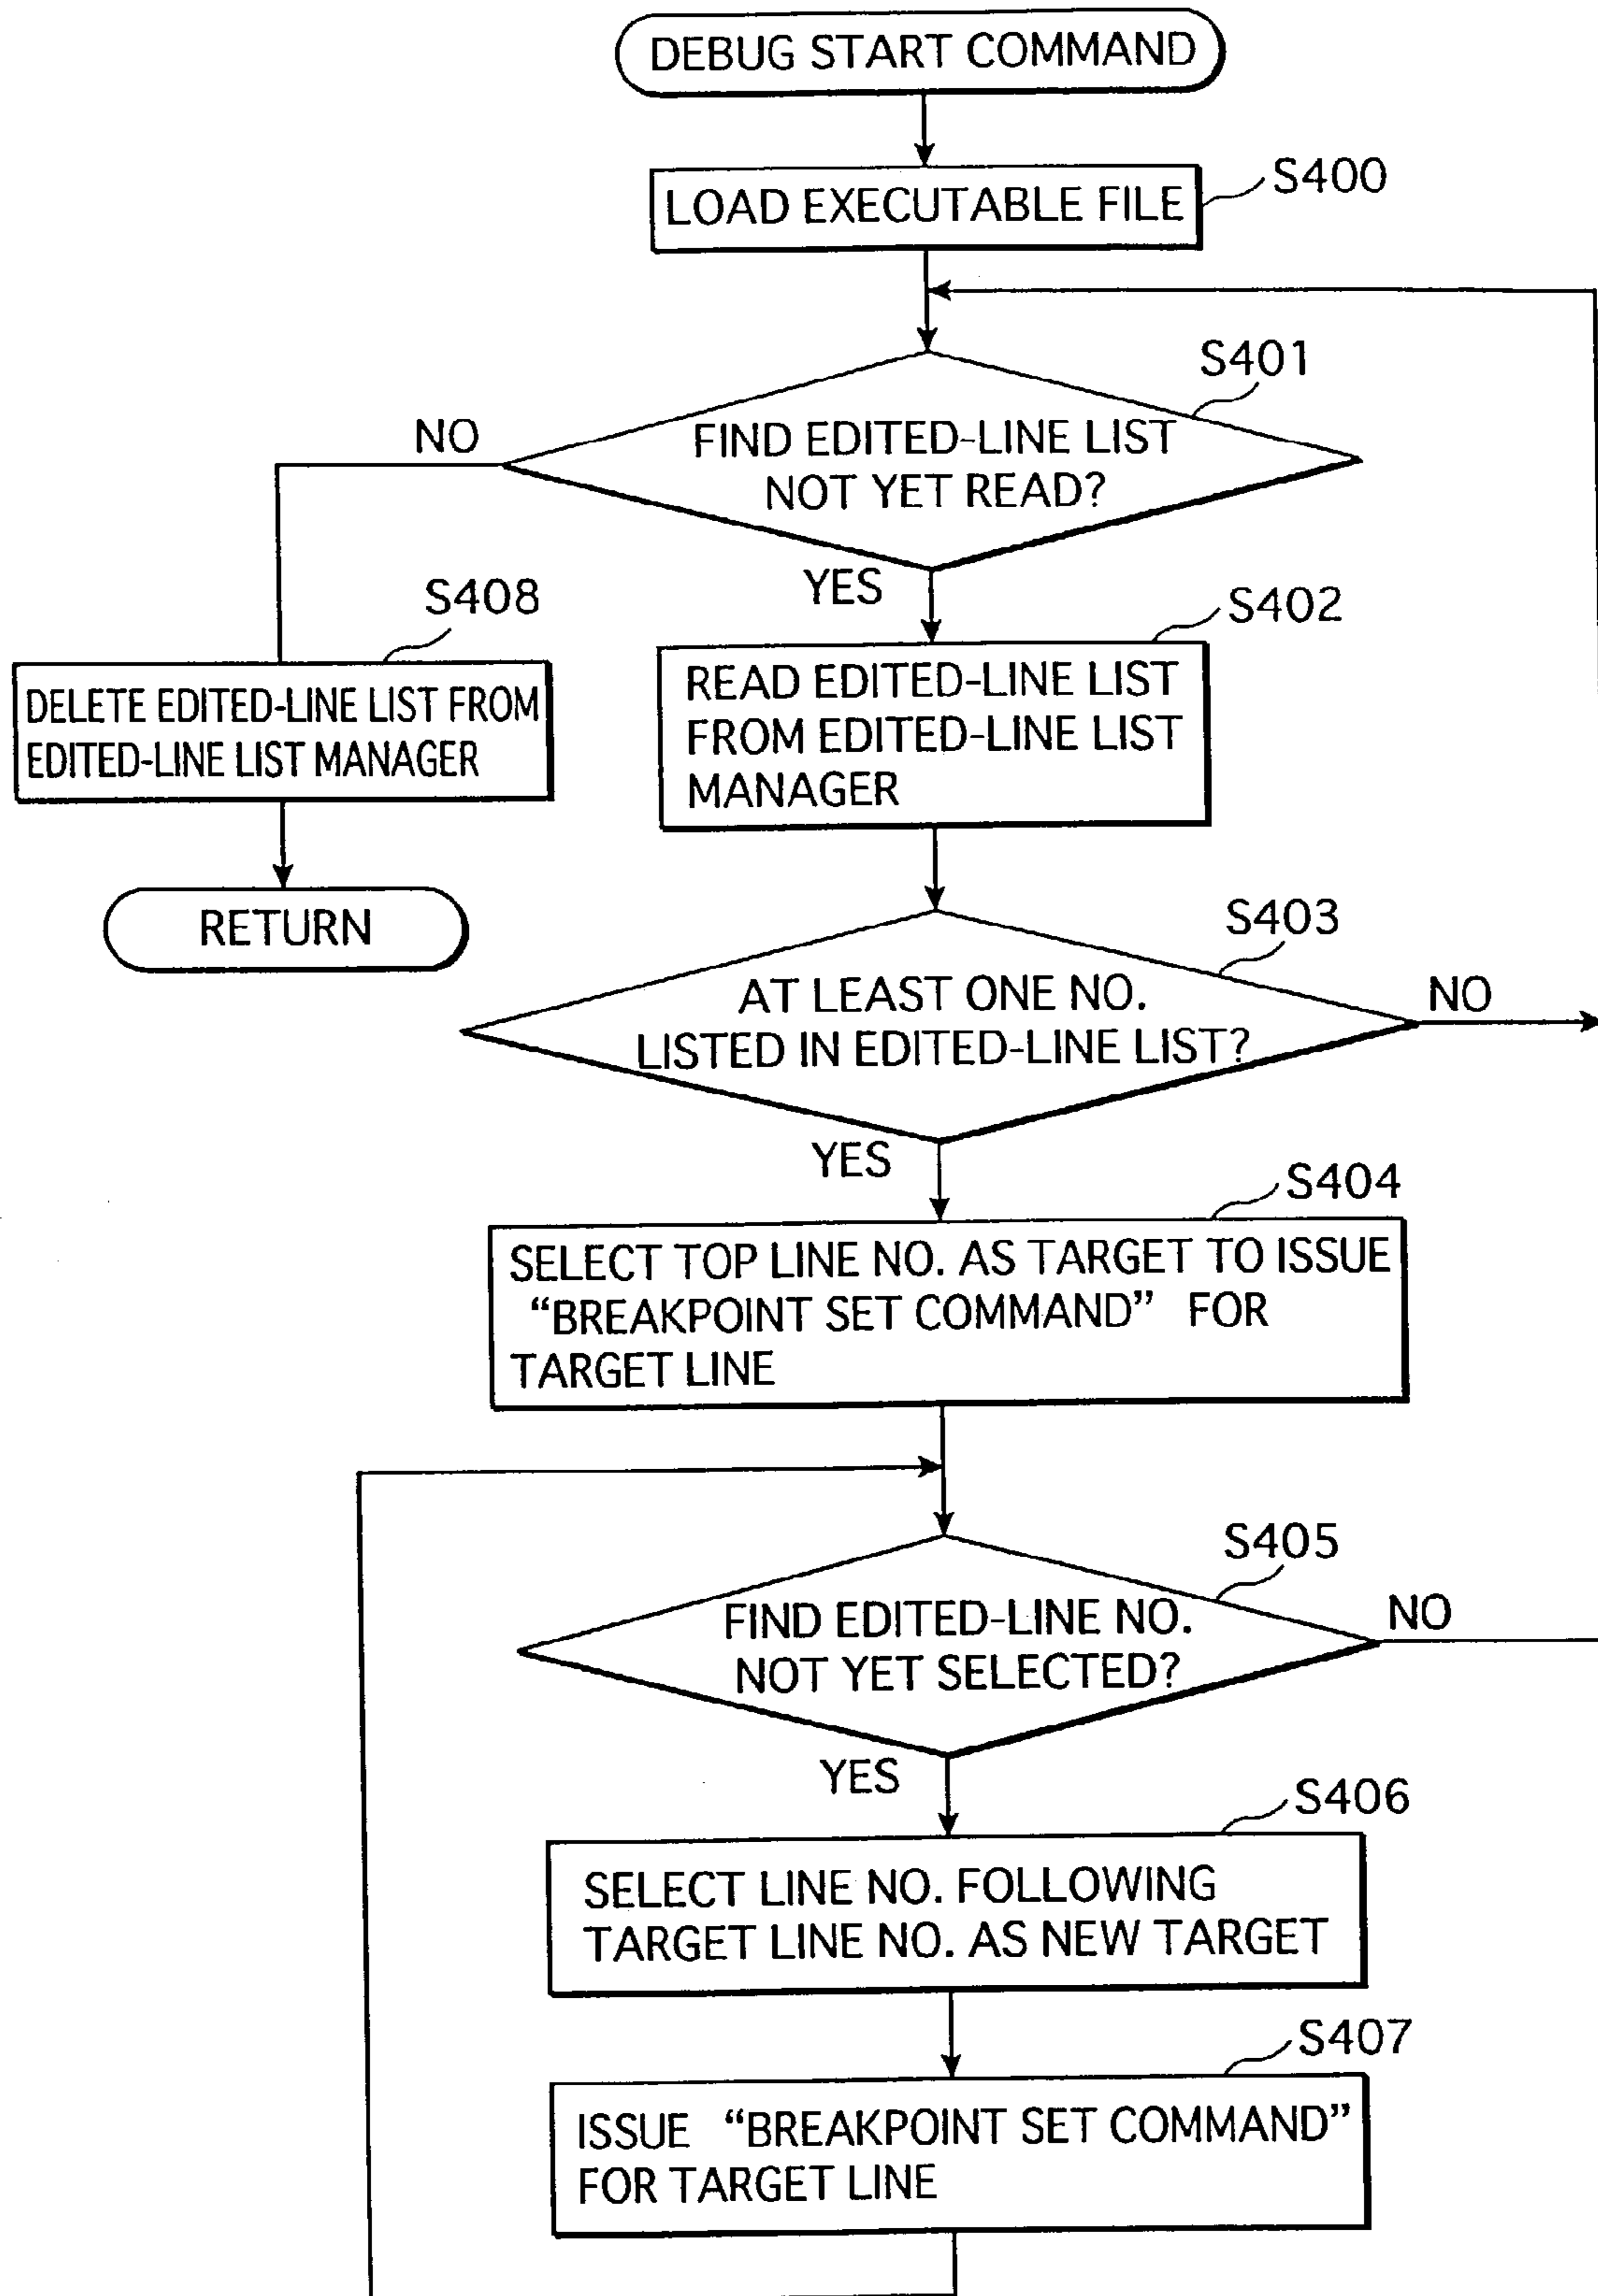 DEBUG START COMMAND
S400
LOAD EXECUTABLE FILE
S401
NO
FIND EDITED-LINE LIST
NOT YET READ?
YES
S408
S402
DELETE EDITED-LINE LIST FROM
EDITED-LINE LIST MANAGER
READ EDITED-LINE LIST
FROM EDITED-LINE LIST
MANAGER
RETURN
S403
AT LEAST ONE NO.
LISTED IN EDITED-LINE LIST?
NO
YES
S404
SELECT TOP LINE NO. AS TARGET TO ISSUE
“BREAKPOINT SET COMMAND” FOR
TARGET LINE
S405
FIND EDITED-LINE NO.
NOT YET SELECTED?
NO
YES
S406
SELECT LINE NO. FOLLOWING
TARGET LINE NO. AS NEW TARGET
S407
ISSUE “BREAKPOINT SET COMMAND”
FOR TARGET LINE